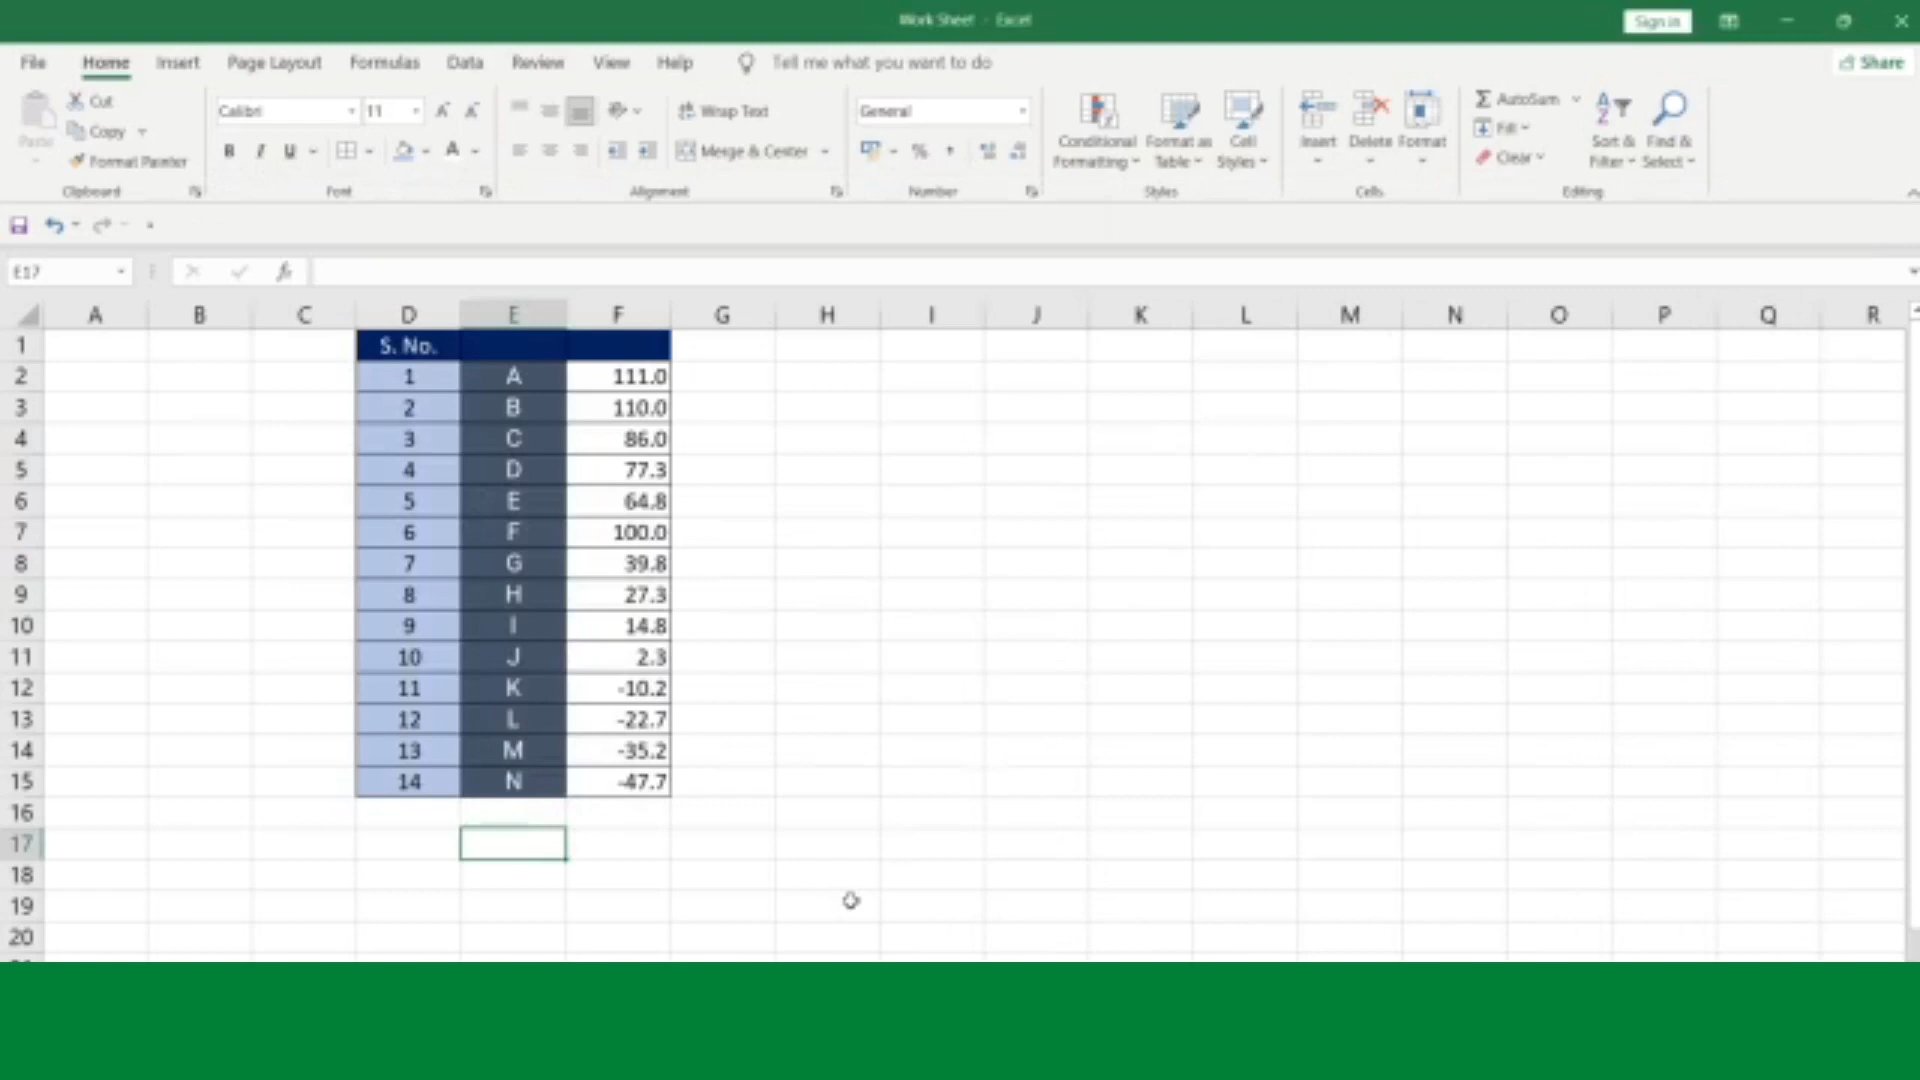 Work Sheet - Excel
Sign in
File Home Insert Page Layout Formulas Data Review View Help Tell me what you want to do
Share
Paste
Cut
Copy
Format Painter
Clipboard
Calibri 11
B I U A
Font
Wrap Text
Merge & Center
Alignment
General
%
Number
Conditional Formatting
Format as Table
Cell Styles
Styles
Insert Delete Format
Cells
AutoSum
Fill
Clear
Sort & Filter
Find & Select
Editing
E17
fx
A B C D E F G H I J K L M N O P Q R
1 S. No.
2 1 A 111.0
3 2 B 110.0
4 3 C 86.0
5 4 D 77.3
6 5 E 64.8
7 6 F 100.0
8 7 G 39.8
9 8 H 27.3
10 9 I 14.8
11 10 J 2.3
12 11 K -10.2
13 12 L -22.7
14 13 M -35.2
15 14 N -47.7
16
17
18
19
20